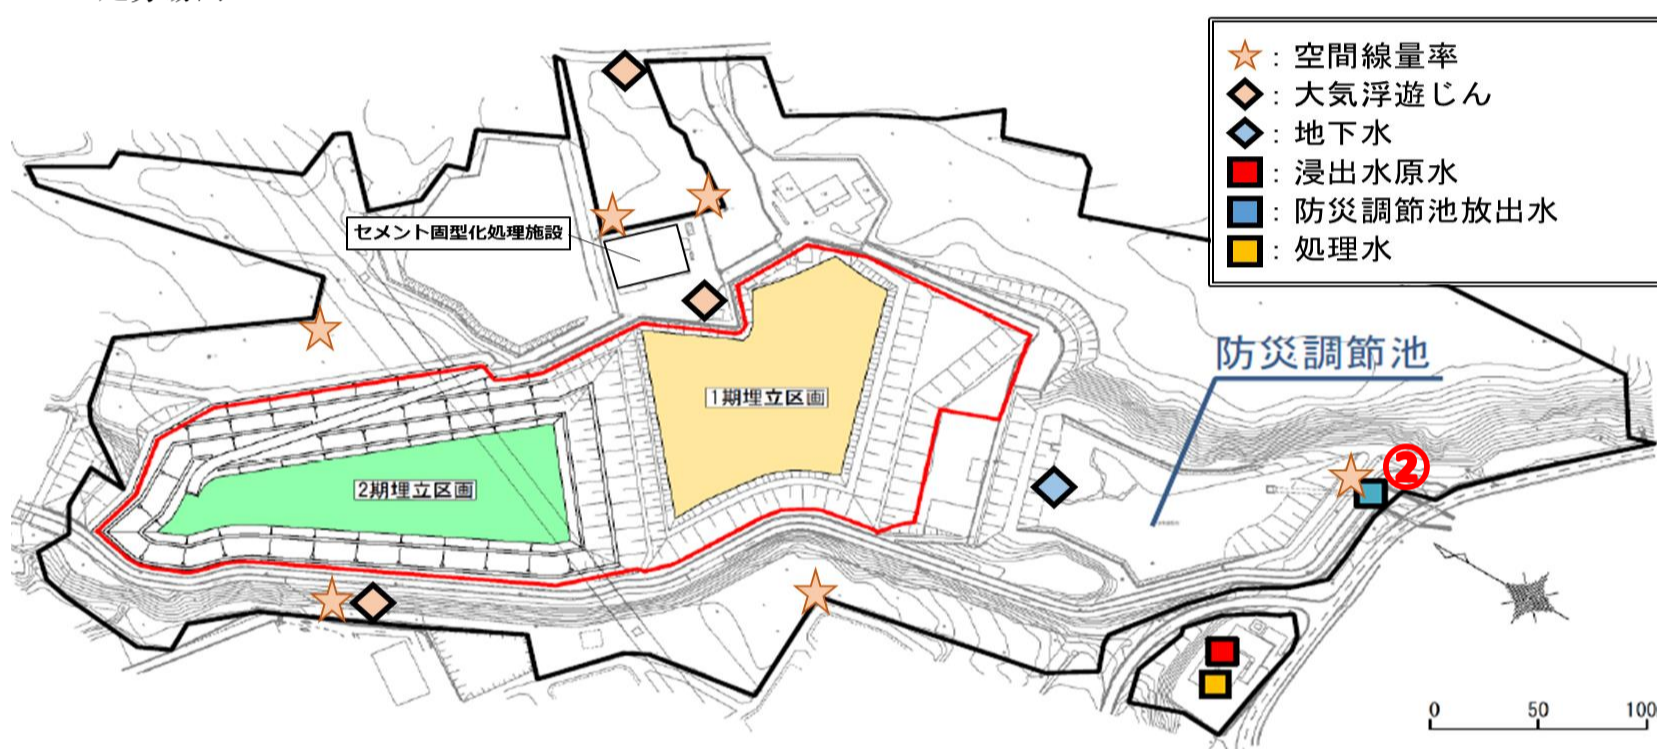 ：空間線量率
：大気浮遊じん
：地下水
：浸出水原水
：防災調節池放出水
：処理水
セメント固型化処理施設
防災調節池
1期埋立区画
②
2期埋立区画
0 50 100